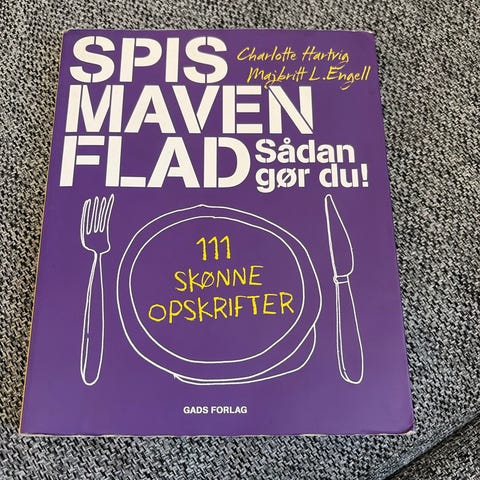 SPIS
Charlotte Hartvig
Majbritt L. Engell
MAVEN
FLAD
Sådan
gør du!
111
SKØNNE
OPSKRIFTER
GADS FORLAG